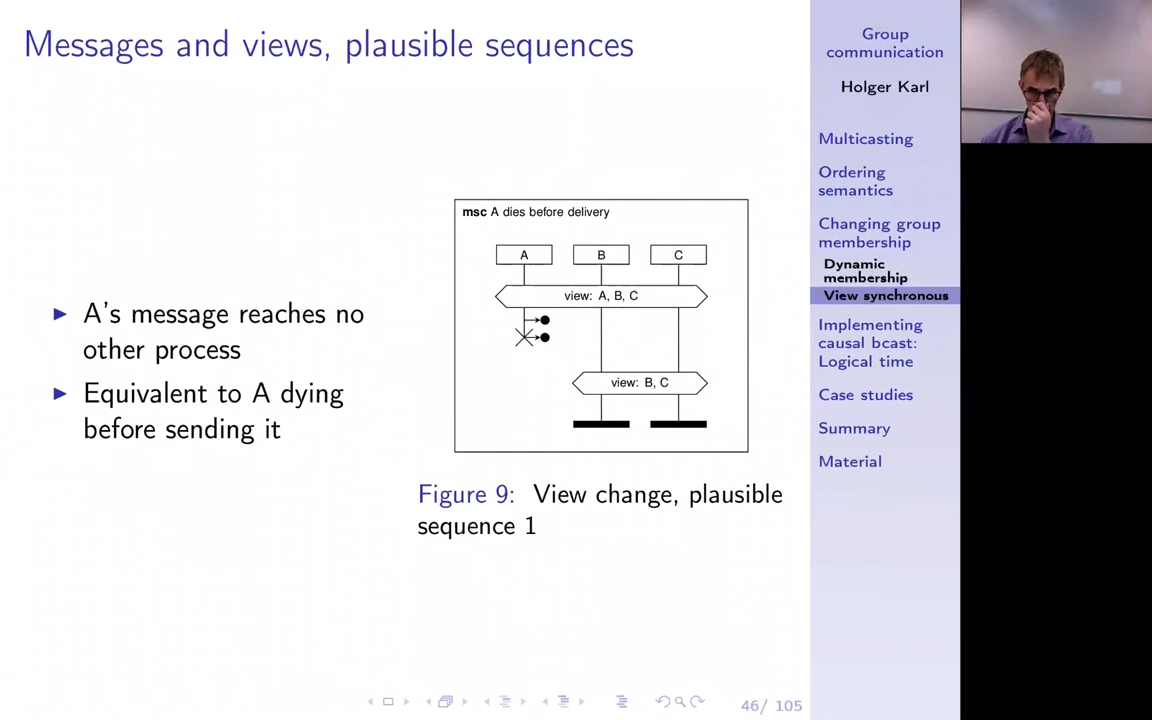 Messages and views, plausible sequences
▶ A's message reaches no
other process
▶ Equivalent to A dying
before sending it
msc A dies before delivery
A B C
view: A, B, C
view: B, C
Figure 9: View change, plausible
sequence 1
46/ 105
Group
communication
Holger Karl
Multicasting
Ordering
semantics
Changing group
membership
Dynamic
membership
View synchronous
Implementing
causal bcast:
Logical time
Case studies
Summary
Material